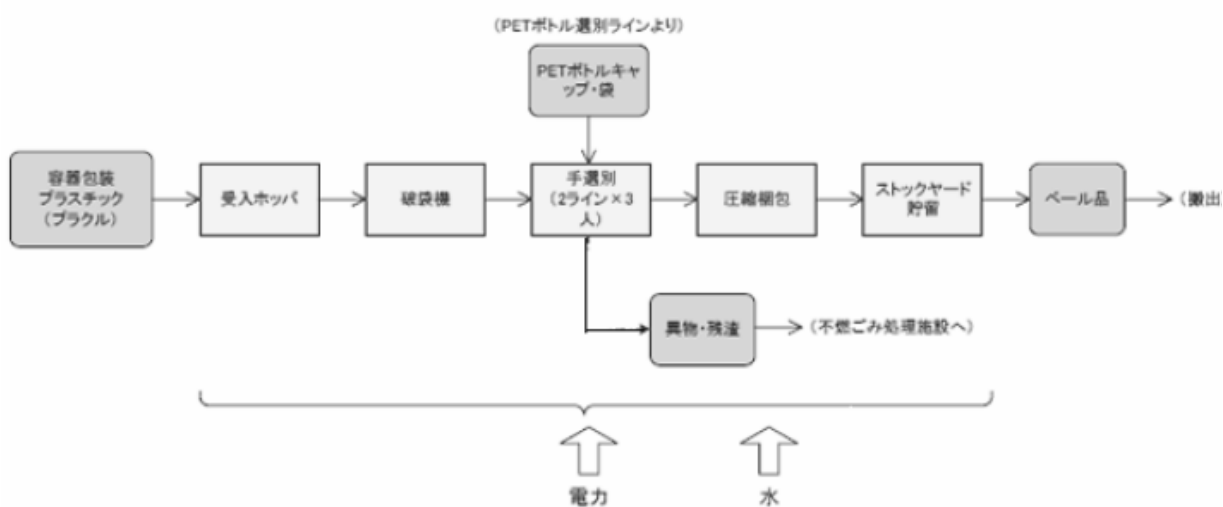 (PETボトル選別ラインより)
PETボトルキャ
ップ・袋
容器包装
プラスチック
(プラクル)
受入ホッパ
破袋機
手選別
(2ライン×3
人)
圧縮梱包
ストックヤード
貯留
ベール品
(搬出
異物・残渣
(不燃ごみ処理施設へ)
電力
水